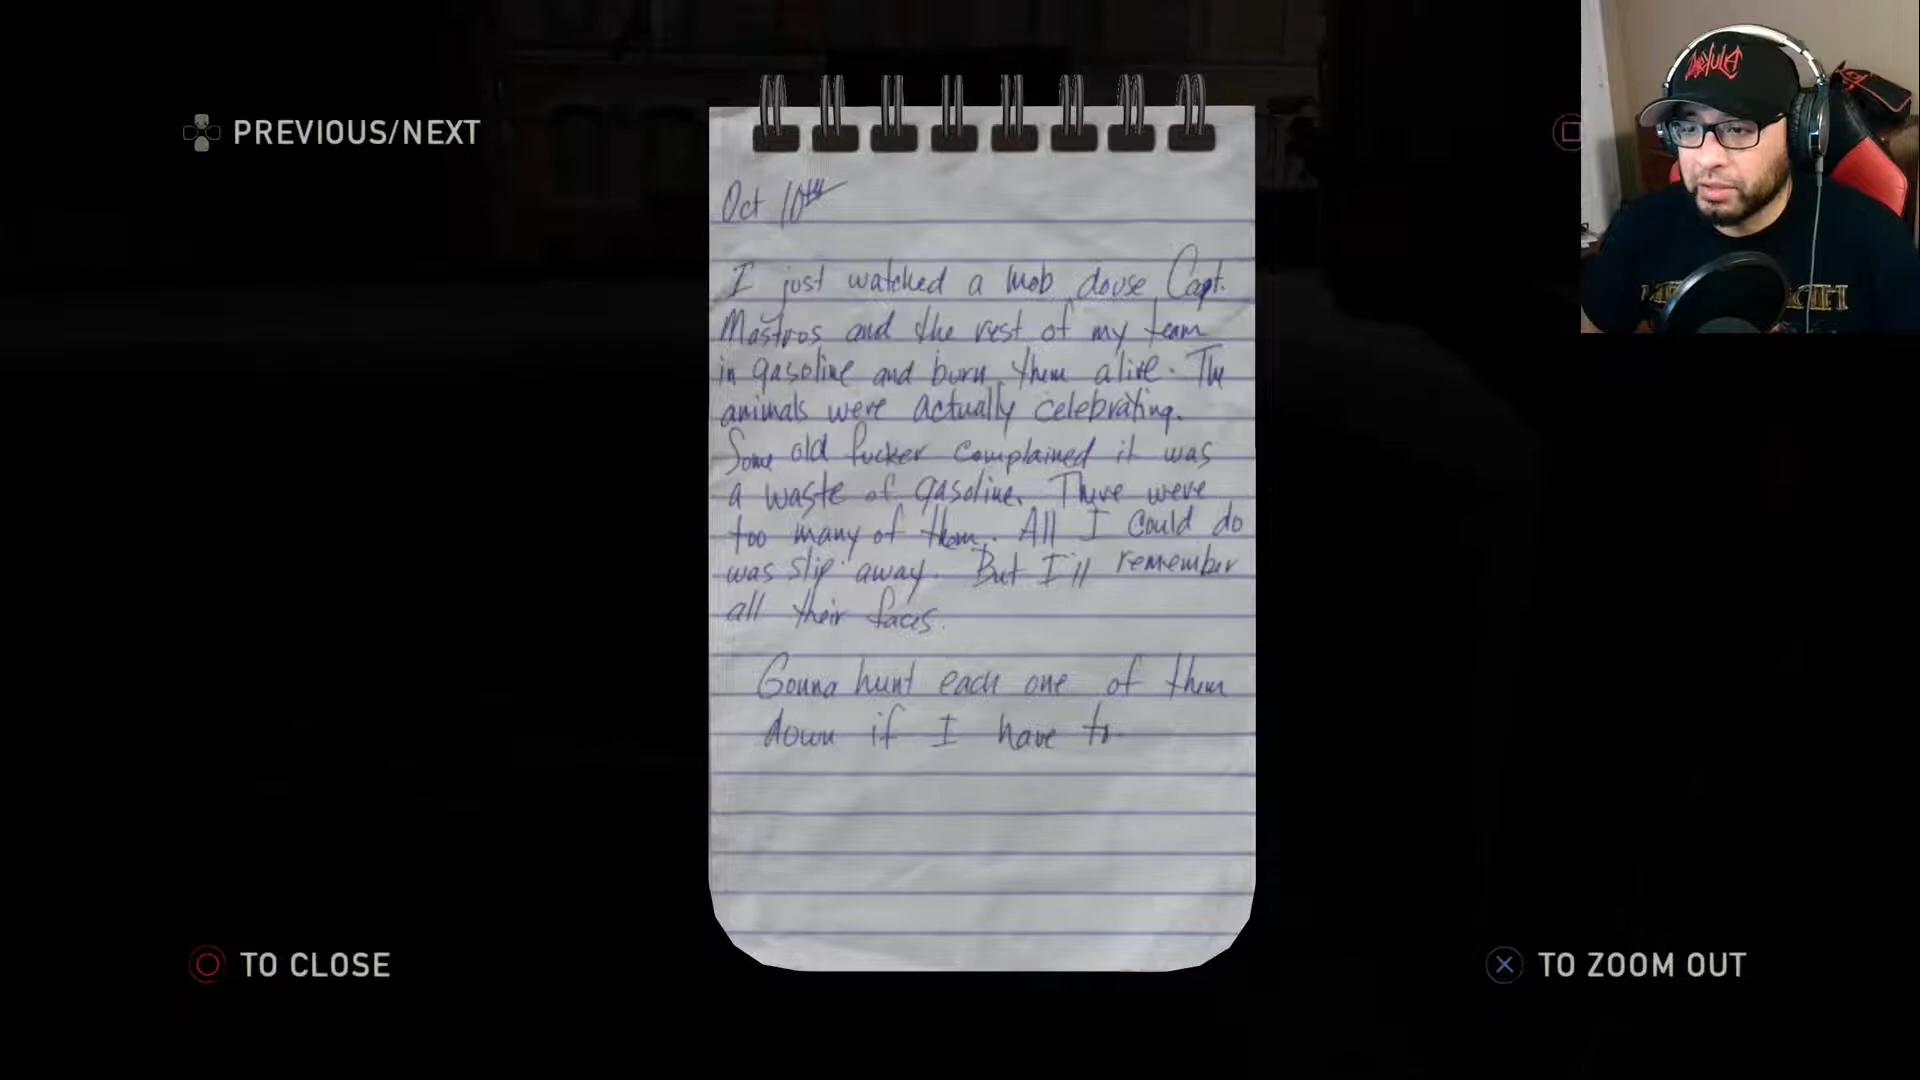 PREVIOUS/NEXT
Oct 10th
I just watched a mob douse Capt.
Mastros and the rest of my team
in gasoline and burn them alive. The
animals were actually celebrating.
Some old fucker complained it was
a waste of gasoline. There were
too many of them. All I could do
was slip away. But I'll remember
all their faces.
Gonna hunt each one of them
down if I have to
TO CLOSE
TO ZOOM OUT